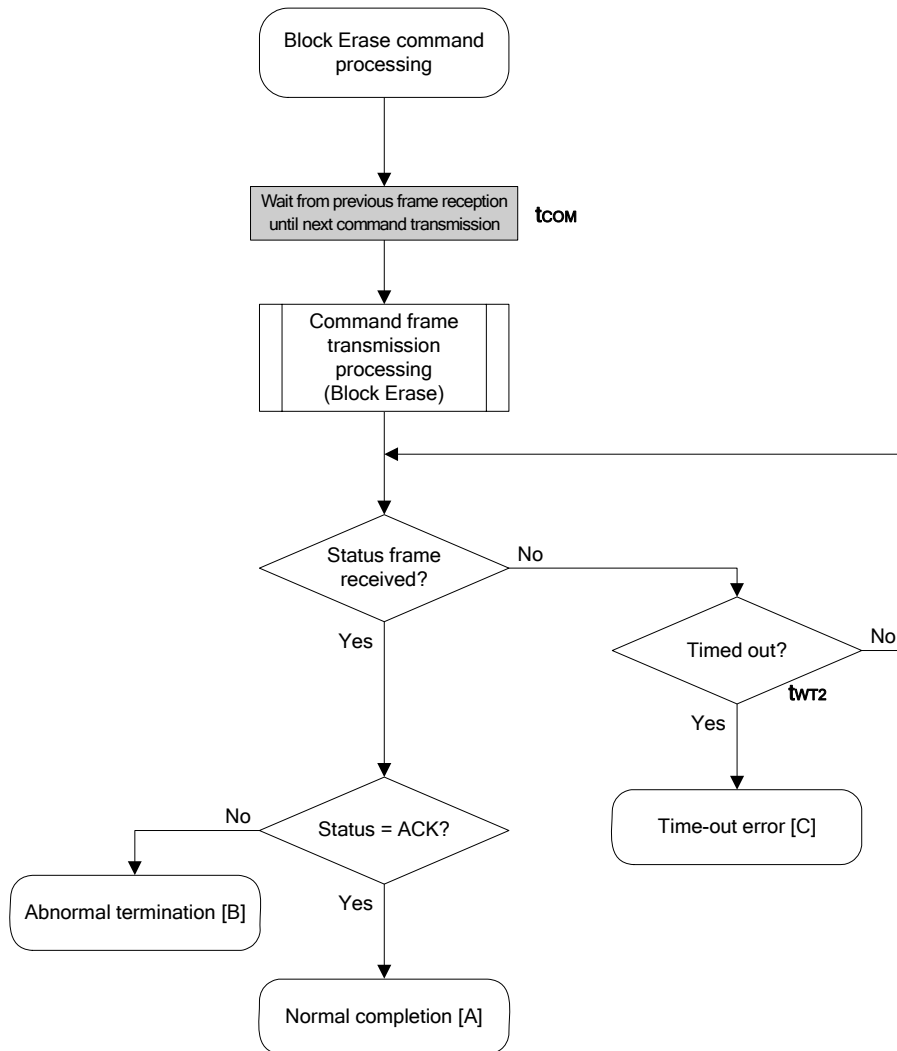 Block Erase command
processing
Wait from previous frame reception
until next command transmission
tCOM
Command frame
transmission
processing
(Block Erase)
Status frame
received?
No
Yes
Timed out?
No
tWT2
Yes
Time-out error [C]
Status = ACK?
No
Yes
Abnormal termination [B]
Normal completion [A]